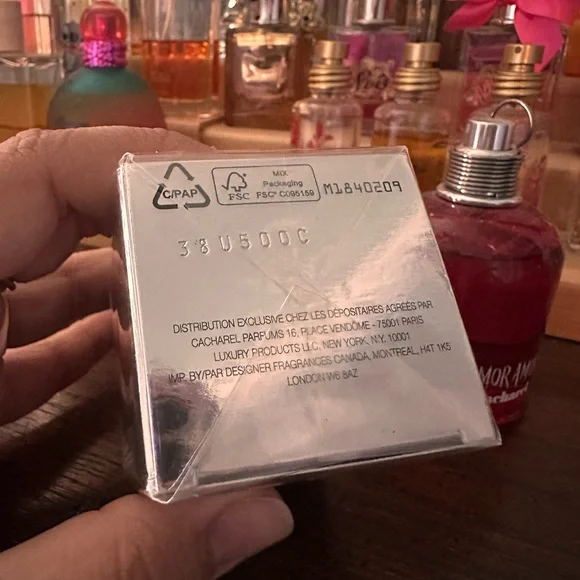 C/PAP
FSC
MIX
Packaging
FSC® C095159
M1840209
38U500C
DISTRIBUTION EXCLUSIVE CHEZ LES DÉPOSITAIRES AGRÉÉS PAR
CACHAREL PARFUMS 16, PLACE VENDÔME - 75001 PARIS
LUXURY PRODUCTS LLC, NEW YORK, N.Y. 10001
IMP. BY/PAR DESIGNER FRAGRANCES CANADA, MONTREAL, H4T 1K5
LONDON W6 8AZ
MOR AMO
cacharel